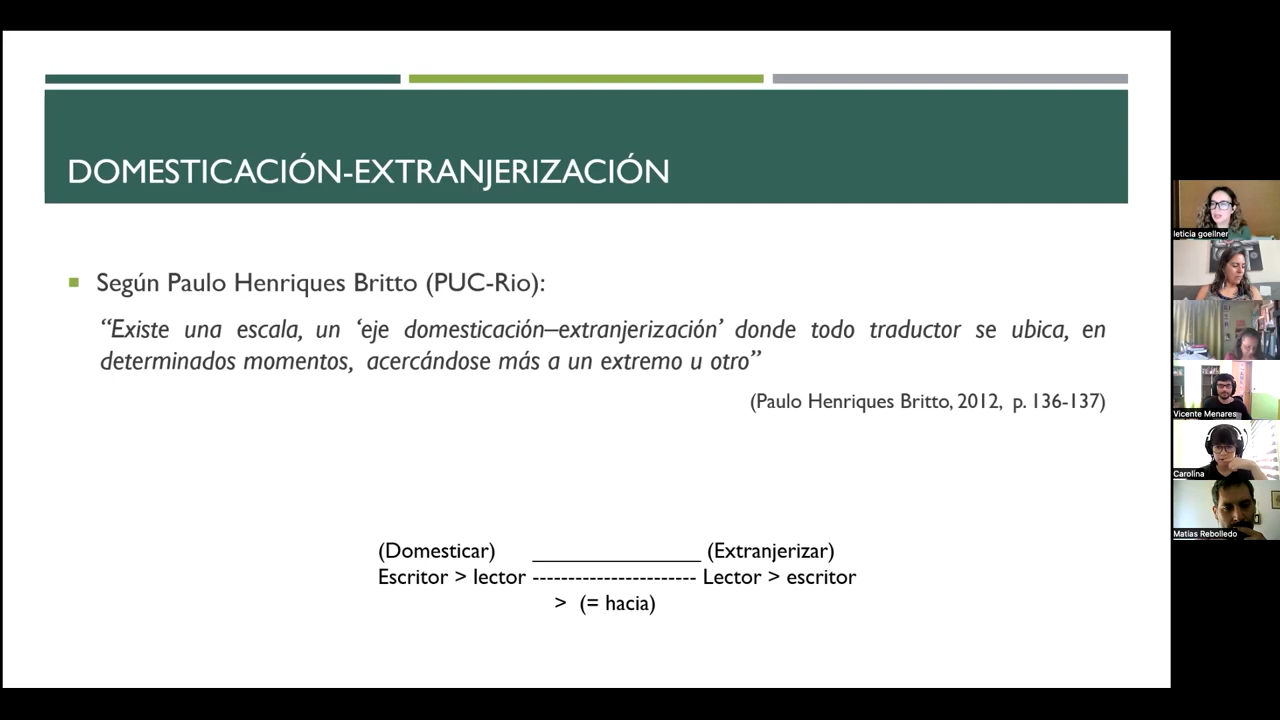 DOMESTICACIÓN-EXTRANJERIZACIÓN
Según Paulo Henriques Britto (PUC-Rio):
“Existe una escala, un ‘eje domesticación–extranjerización’ donde todo traductor se ubica, en
determinados momentos, acercándose más a un extremo u otro”
(Paulo Henriques Britto, 2012, p. 136-137)
(Domesticar) ________________ (Extranjerizar)
Escritor > lector ----------------------- Lector > escritor
> (= hacia)
leticia goellner
Vicente Menares
Carolina
Matías Rebolledo